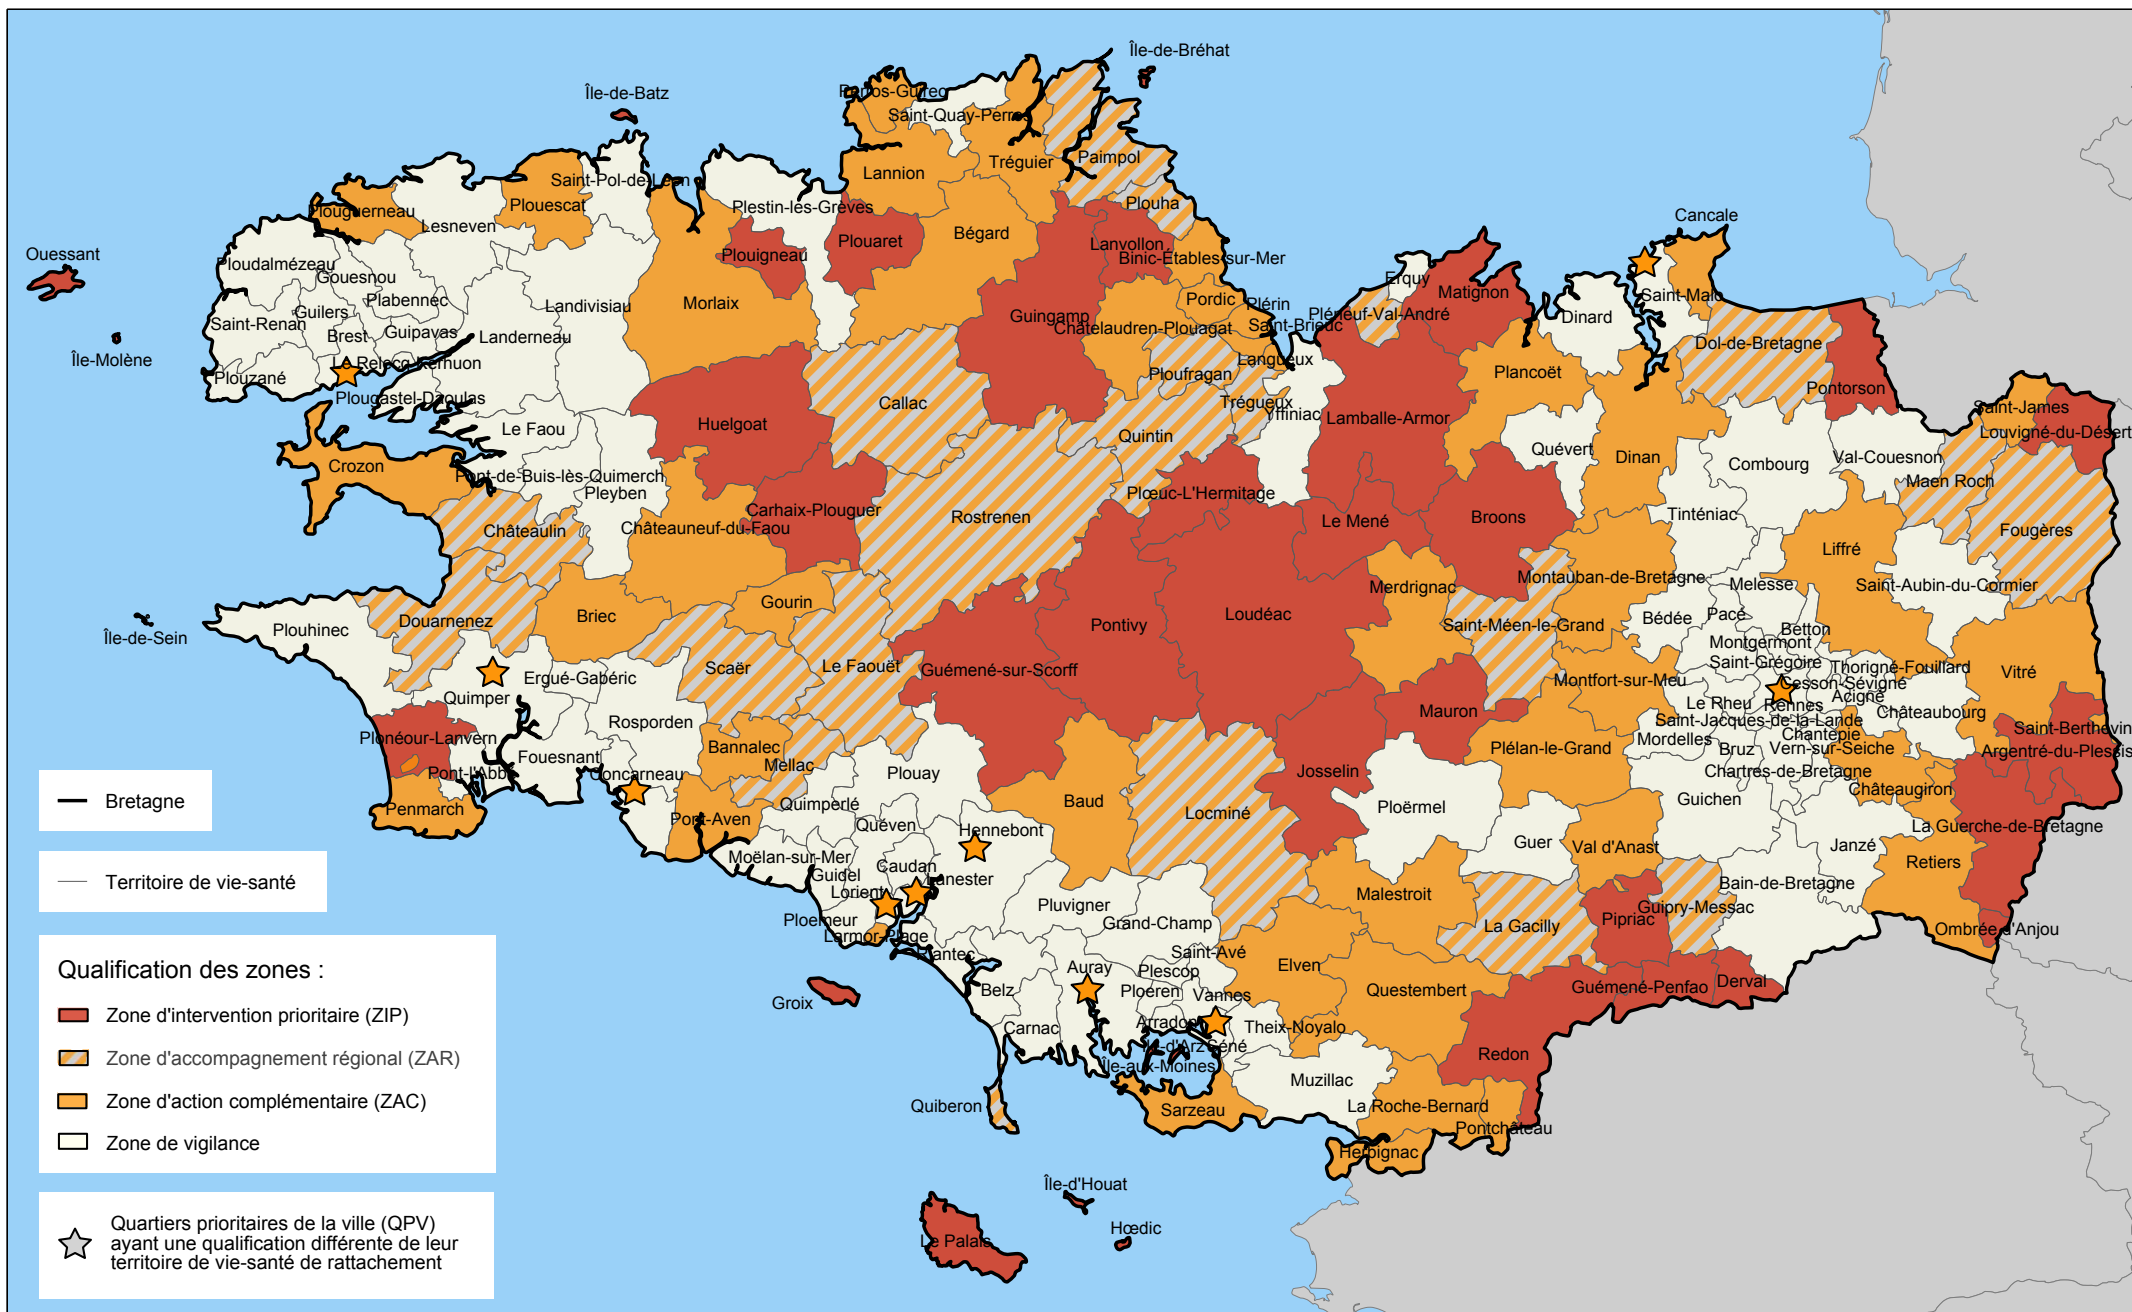 Île-de-Bréhat
Île-de-Batz
Perros-Guirec
Saint-Quay-Perros
Paimpol
Tréguier
Lannion
Saint-Pol-de-Léon
Plouescat
Plouguerneau
Lesneven
Plestin-les-Grèves
Plouha
Cancale
Ouessant
Bégard
Plouaret
Lanvollon
Plouigneau
Binic-Étables-sur-Mer
Ploudalmézeau
Gouesnou
Plabennec
Erquy
Matignon
Saint-Malo
Landivisiau
Morlaix
Pordic
Plérin
Guilers
Saint-Renan
Brest
Guipavas
Landerneau
Guingamp
Châtelaudren-Plouagat
Saint-Brieuc
Pléneuf-Val-André
Dinard
Dol-de-Bretagne
Île-Molène
Le Relecq-Kerhuon
Plouzané
Langueux
Ploufragan
Plancoët
Pontorson
Plougastel-Daoulas
Callac
Trégueux
Yffiniac
Saint-James
Le Faou
Huelgoat
Quintin
Lamballe-Armor
Louvigné-du-Désert
Quévert
Dinan
Combourg
Val-Couesnon
Crozon
Pont-de-Buis-lès-Quimerch
Pleyben
Plœuc-L'Hermitage
Maen Roch
Carhaix-Plouguer
Rostrenen
Le Mené
Broons
Tinténiac
Châteaulin
Châteauneuf-du-Faou
Fougères
Liffré
Montauban-de-Bretagne
Melesse
Saint-Aubin-du-Cormier
Merdrignac
Gourin
Briec
Douarnenez
Île-de-Sein
Plouhinec
Pontivy
Loudéac
Saint-Méen-le-Grand
Bédée
Pacé
Betton
Montgermont
Saint-Grégoire
Thorigné-Fouillard
Scaër
Le Faouët
Guémené-sur-Scorff
Ergué-Gabéric
Quimper
Montfort-sur-Meu
Cesson-Sévigné
Acigné
Vitré
Le Rheu
Rennes
Mauron
Saint-Jacques-de-la-Lande
Châteaubourg
Rosporden
Chantepie
Saint-Berthevin
Plonéour-Lanvern
Bannalec
Mordelles
Bruz
Vern-sur-Seiche
Argentré-du-Plessis
Plélan-le-Grand
Fouesnant
Pont-l'Abbé
Concarneau
Mellac
Plouay
Josselin
Chartres-de-Bretagne
Châteaugiron
Penmarch
Quimperlé
Baud
Locminé
Ploërmel
Guichen
Pont-Aven
Quéven
Hennebont
La Guerche-de-Bretagne
Guer
Val d'Anast
Janzé
Retiers
Moëlan-sur-Mer
Guidel
Caudan
Lanester
Lorient
Malestroit
Bain-de-Bretagne
Pluvigner
Grand-Champ
Guipry-Messac
Pipriac
Ploemeur
Larmor-Plage
La Gacilly
Ombrée d'Anjou
Riantec
Saint-Avé
Auray
Plescop
Elven
Groix
Belz
Ploeren
Vannes
Questembert
Guémené-Penfao
Derval
Carnac
Arradon
Theix-Noyalo
Île-d'Arz
Séné
Île-aux-Moines
Redon
Muzillac
Quiberon
Sarzeau
La Roche-Bernard
Pontchâteau
Herbignac
Île-d'Houat
Hœdic
Le Palais
Bretagne
Territoire de vie-santé
Qualification des zones :
Zone d'intervention prioritaire (ZIP)
Zone d'accompagnement régional (ZAR)
Zone d'action complémentaire (ZAC)
Zone de vigilance
Quartiers prioritaires de la ville (QPV)
ayant une qualification différente de leur
territoire de vie-santé de rattachement